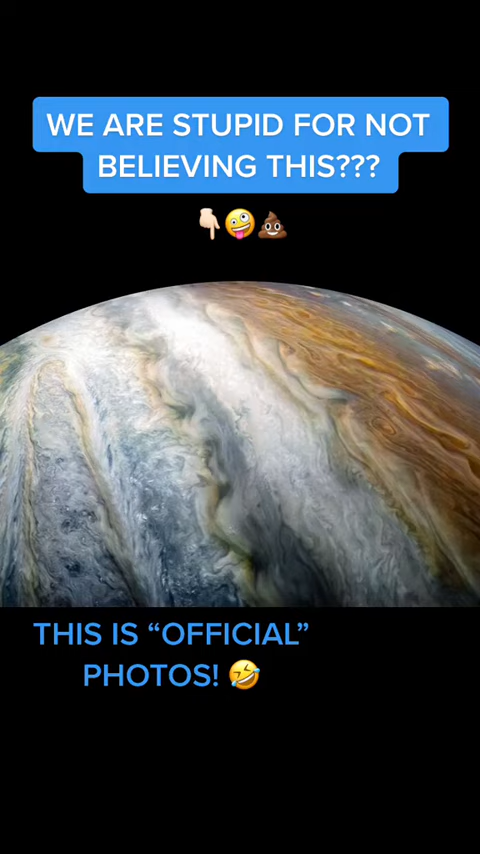 WE ARE STUPID FOR NOT
BELIEVING THIS???
👇🏻🤪💩
THIS IS “OFFICIAL”
PHOTOS! 🤣